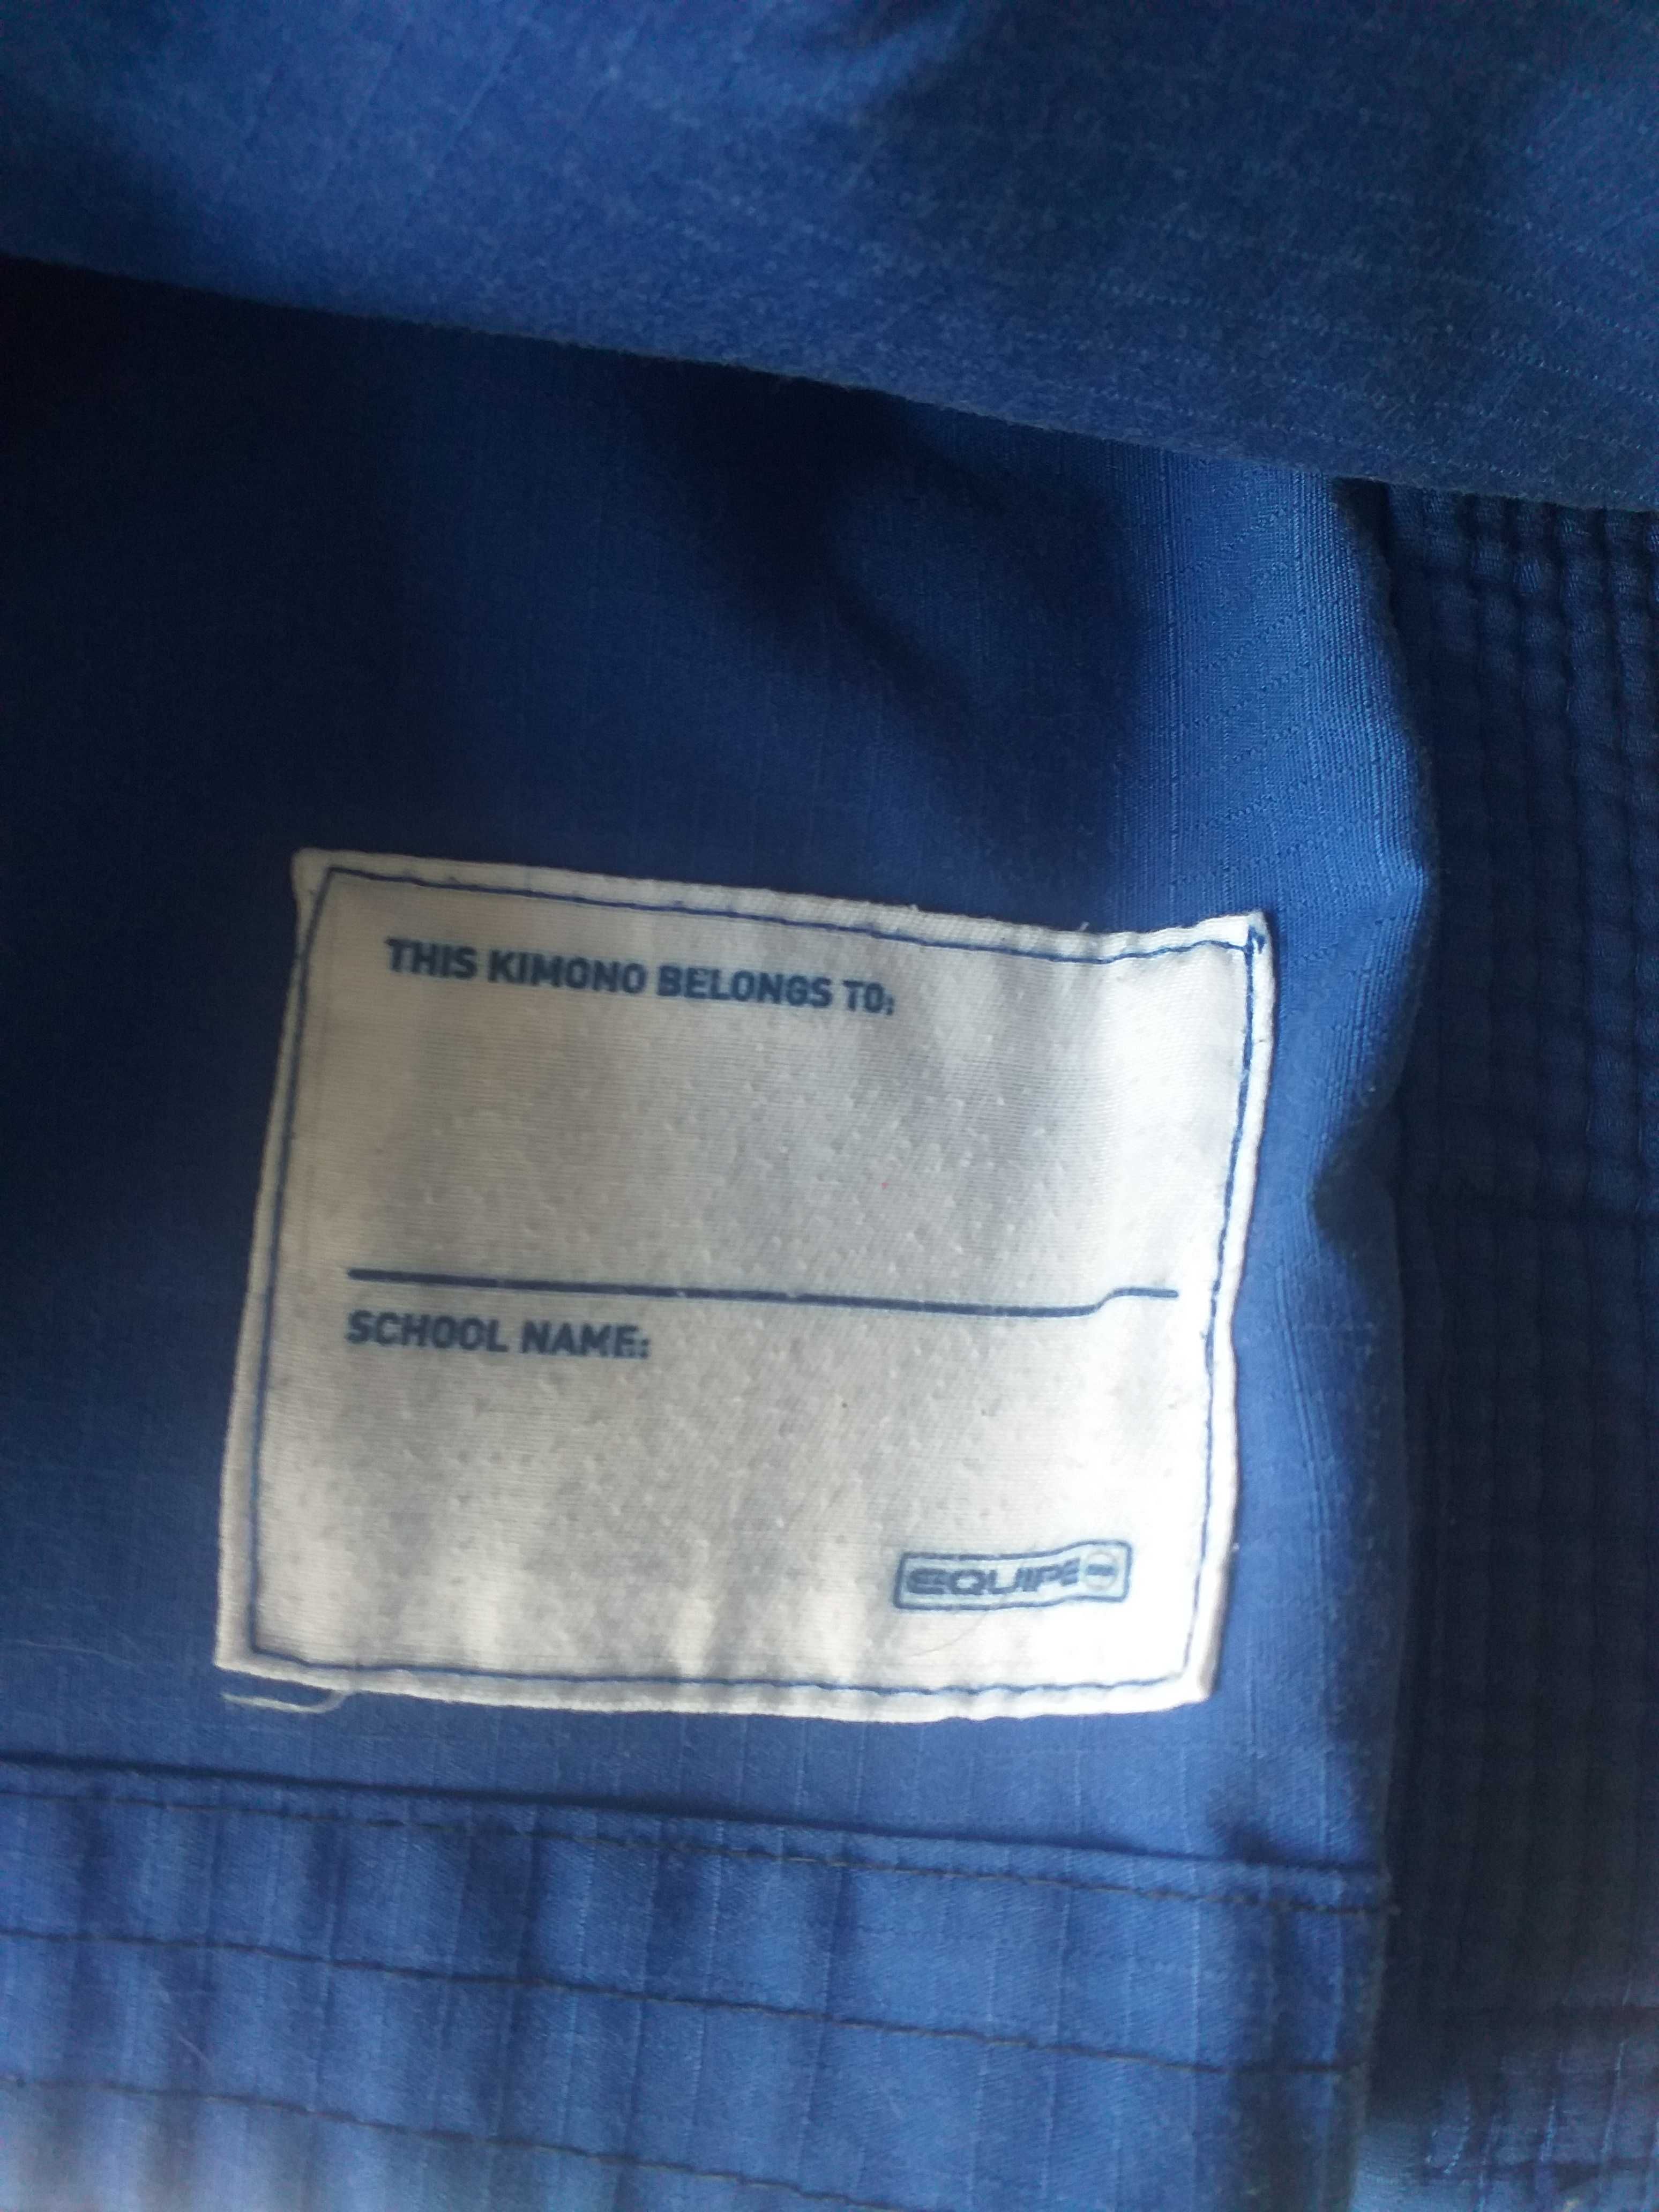 THIS KIMONO BELONGS TO:
SCHOOL NAME:
EQUIPE